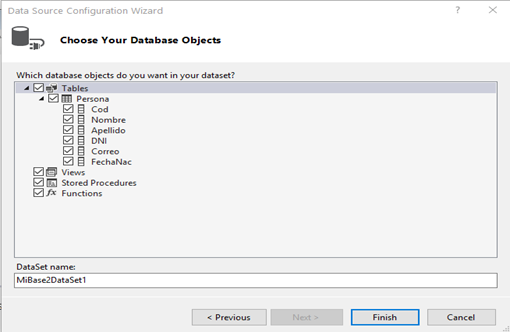 Data Source Configuration Wizard
?
Choose Your Database Objects
Which database objects do you want in your dataset?
Tables
Persona
Cod
Nombre
Apellido
DNI
Correo
FechaNac
Views
Stored Procedures
fx Functions
DataSet name:
MiBase2DataSet1
< Previous
Next >
Finish
Cancel